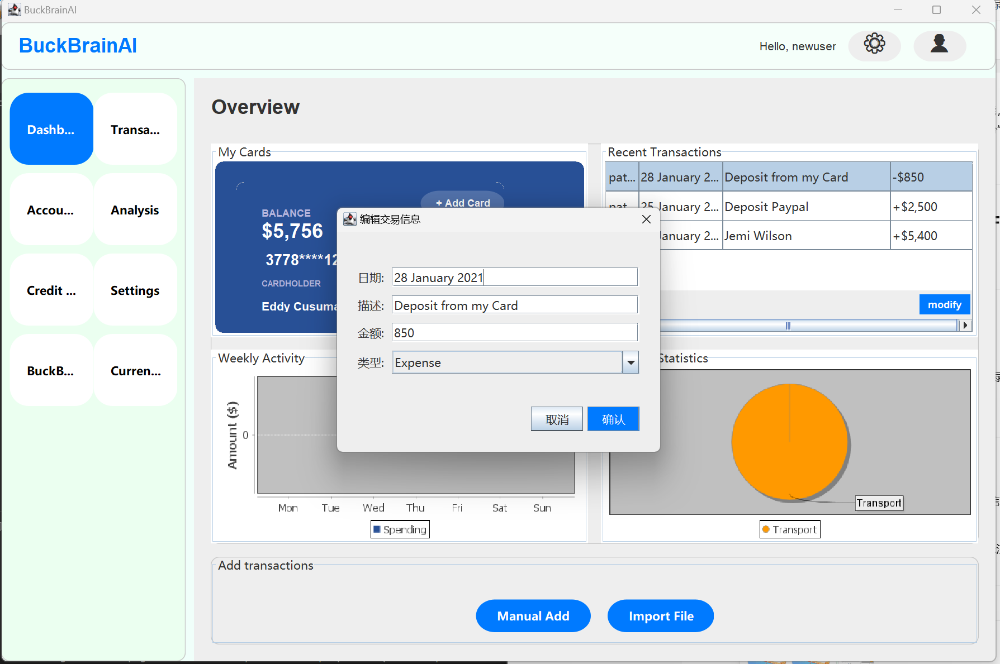 BuckBrainAI
BuckBrainAI
Hello, newuser
Dashb...
Transa...
Accou...
Analysis
Credit ...
Settings
BuckB...
Curren...
Overview
My Cards
+ Add Card
BALANCE
$5,756
3778****12
CARDHOLDER
Eddy Cusuma
Recent Transactions
pat... 28 January 2... Deposit from my Card -$850
pat... 25 January 2... Deposit Paypal +$2,500
January 2... Jemi Wilson +$5,400
modify
编辑交易信息
日期: 28 January 2021
描述: Deposit from my Card
金额: 850
类型: Expense
取消 确认
Weekly Activity
Amount ($)
0
Mon Tue Wed Thu Fri Sat Sun
Spending
Statistics
Transport
Transport
Add transactions
Manual Add
Import File